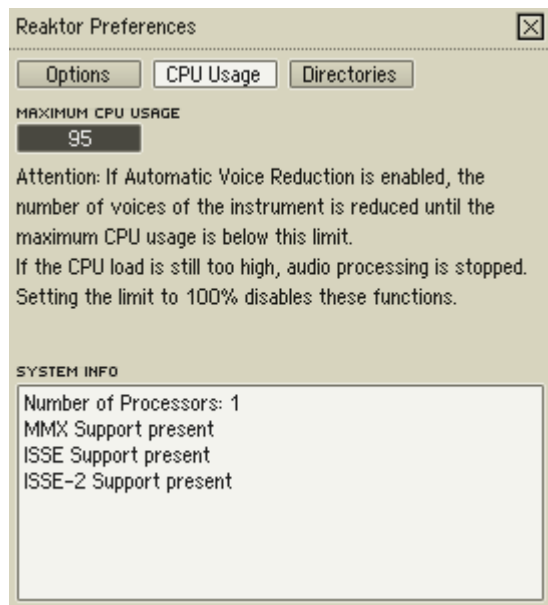 Reaktor Preferences
Options CPU Usage Directories
MAXIMUM CPU USAGE
95
Attention: If Automatic Voice Reduction is enabled, the
number of voices of the instrument is reduced until the
maximum CPU usage is below this limit.
If the CPU load is still too high, audio processing is stopped.
Setting the limit to 100% disables these functions.
SYSTEM INFO
Number of Processors: 1
MMX Support present
ISSE Support present
ISSE-2 Support present